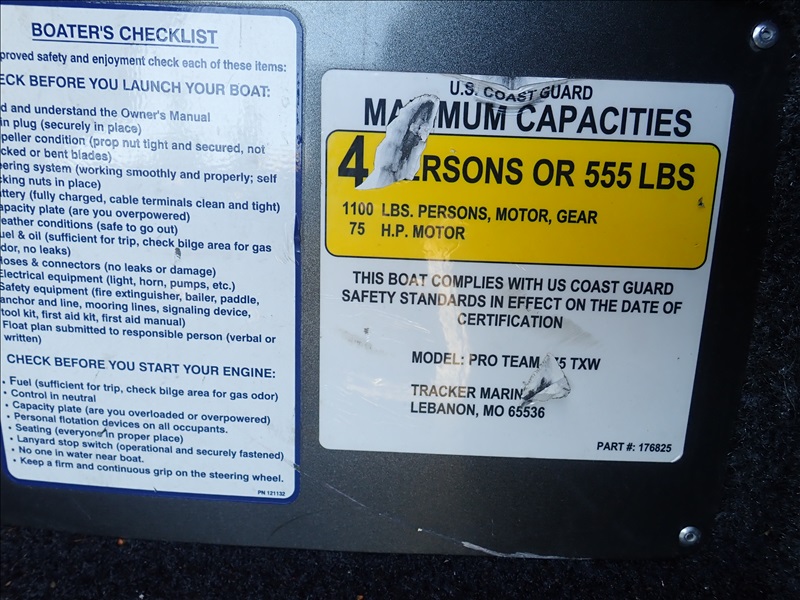 BOATER'S CHECKLIST
proved safety and enjoyment check each of these items:
ECK BEFORE YOU LAUNCH YOUR BOAT:
d and understand the Owner's Manual
in plug (securely in place)
peller condition (prop nut tight and secured, not
cked or bent blades)
eering system (working smoothly and properly; self
cking nuts in place)
ttery (fully charged, cable terminals clean and tight)
apacity plate (are you overpowered)
eather conditions (safe to go out)
uel & oil (sufficient for trip, check bilge area for gas
odor, no leaks)
Hoses & connectors (no leaks or damage)
Electrical equipment (light, horn, pumps, etc.)
Safety equipment (fire extinguisher, bailer, paddle,
anchor and line, mooring lines, signaling device,
tool kit, first aid kit, first aid manual)
Float plan submitted to responsible person (verbal or
written)
CHECK BEFORE YOU START YOUR ENGINE:
• Fuel (sufficient for trip, check bilge area for gas odor)
• Control in neutral
• Capacity plate (are you overloaded or overpowered)
• Personal flotation devices on all occupants.
• Seating (everyone in proper place)
• Lanyard stop switch (operational and securely fastened)
• No one in water near boat.
• Keep a firm and continuous grip on the steering wheel.
PN 121132
U.S. COAST GUARD
MA MUM CAPACITIES
4 ERSONS OR 555 LBS
1100 LBS. PERSONS, MOTOR, GEAR
75 H.P. MOTOR
THIS BOAT COMPLIES WITH US COAST GUARD
SAFETY STANDARDS IN EFFECT ON THE DATE OF
CERTIFICATION
MODEL: PRO TEAM 75 TXW
TRACKER MARIN
LEBANON, MO 65536
PART #: 176825